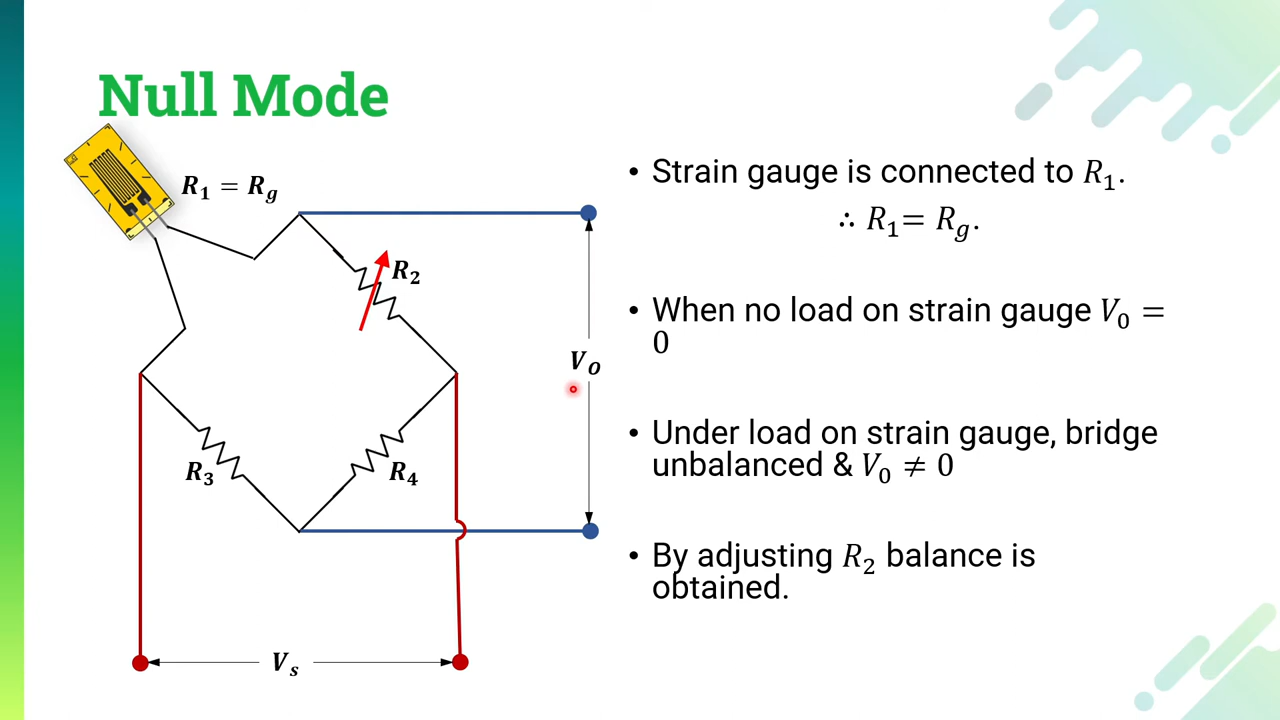 Null Mode
R₁ = R_g
R₂
V_O
R₃
R₄
V_s
• Strain gauge is connected to R₁.
∴ R₁= R_g.
• When no load on strain gauge V₀ =
0
• Under load on strain gauge, bridge
unbalanced & V₀ ≠ 0
• By adjusting R₂ balance is
obtained.